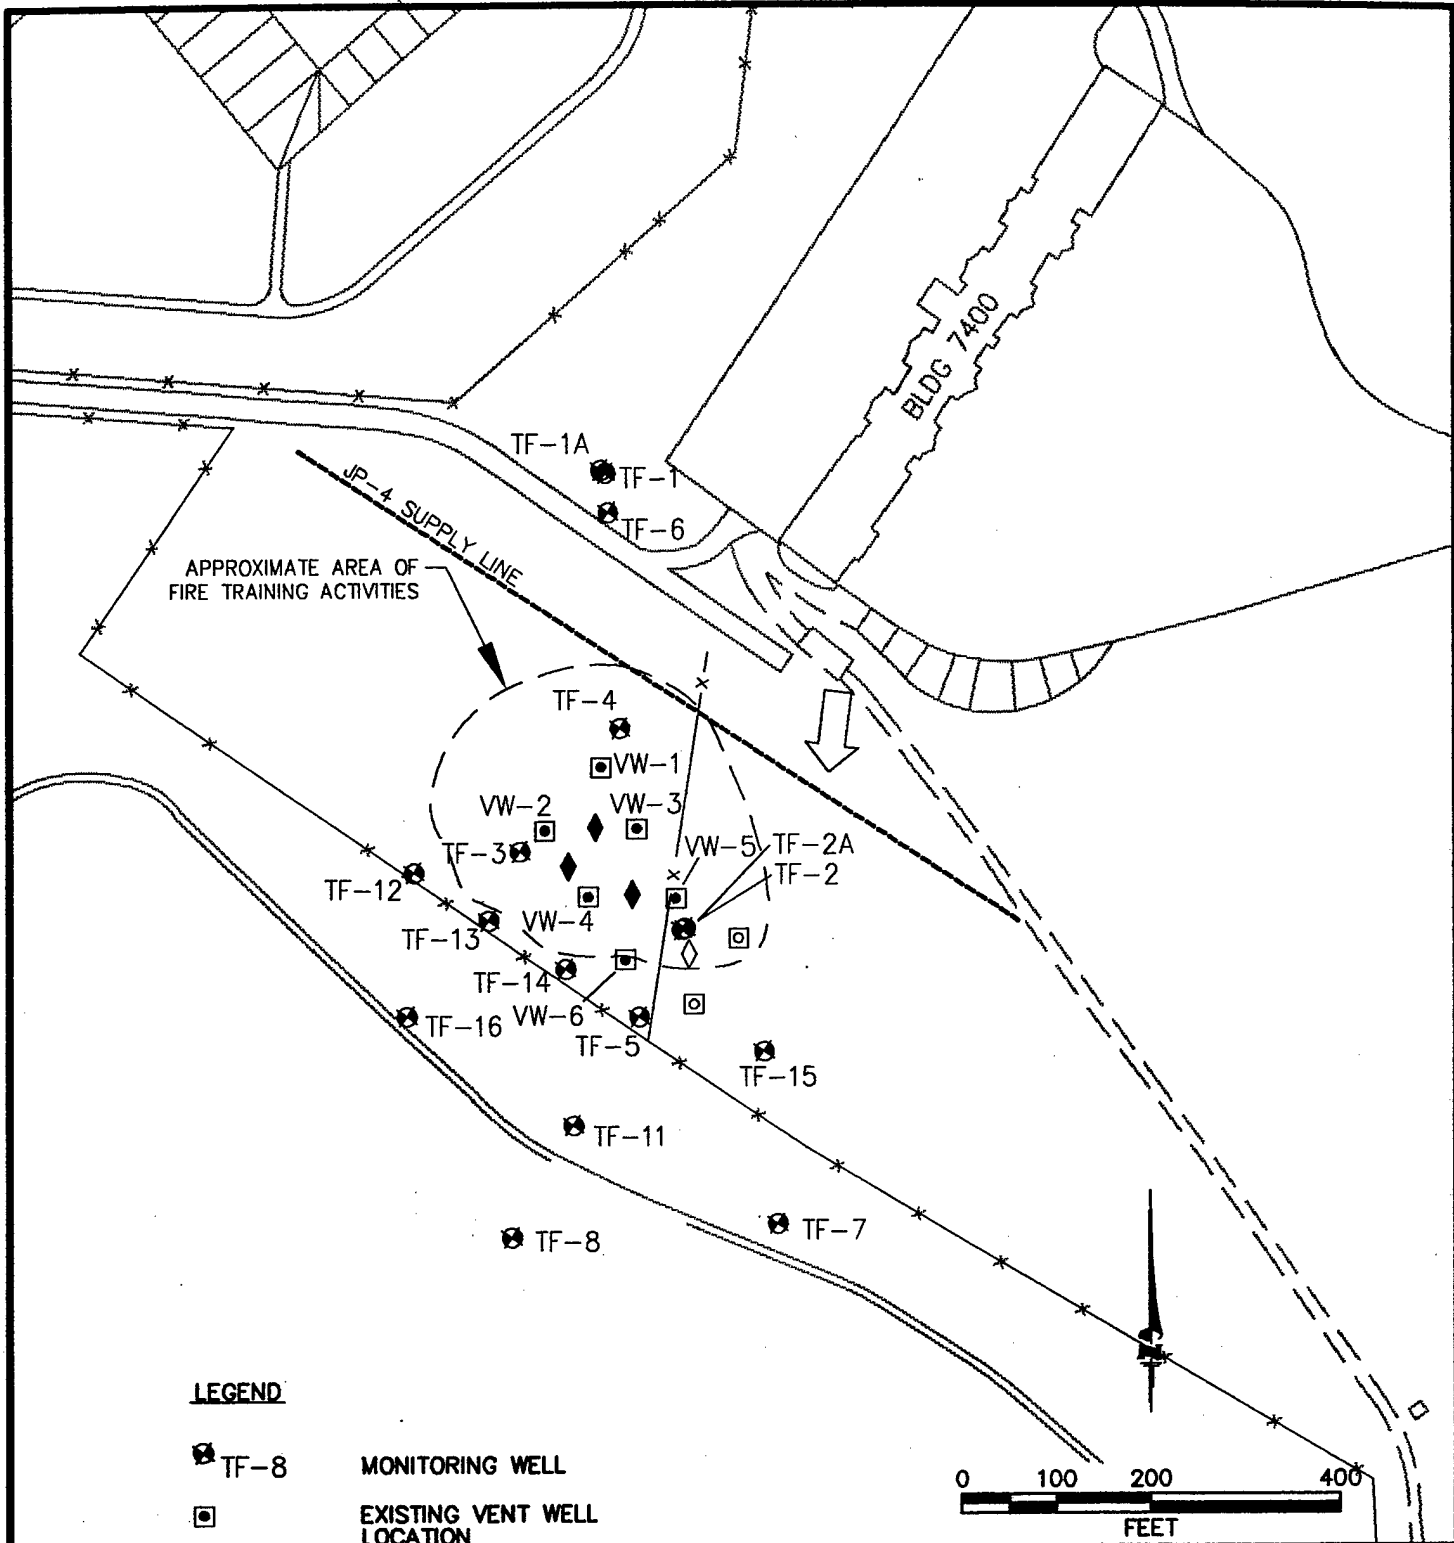 BLDG 7400
TF-1A
TF-1
TF-6
JP-4 SUPPLY LINE
APPROXIMATE AREA OF
FIRE TRAINING ACTIVITIES
TF-4
VW-1
VW-2
VW-3
TF-3
VW-5
TF-2A
TF-2
TF-12
VW-4
TF-13
TF-14
VW-6
TF-16
TF-5
TF-15
TF-11
TF-7
TF-8
LEGEND
TF-8
MONITORING WELL
EXISTING VENT WELL
LOCATION
0 100 200 400
FEET